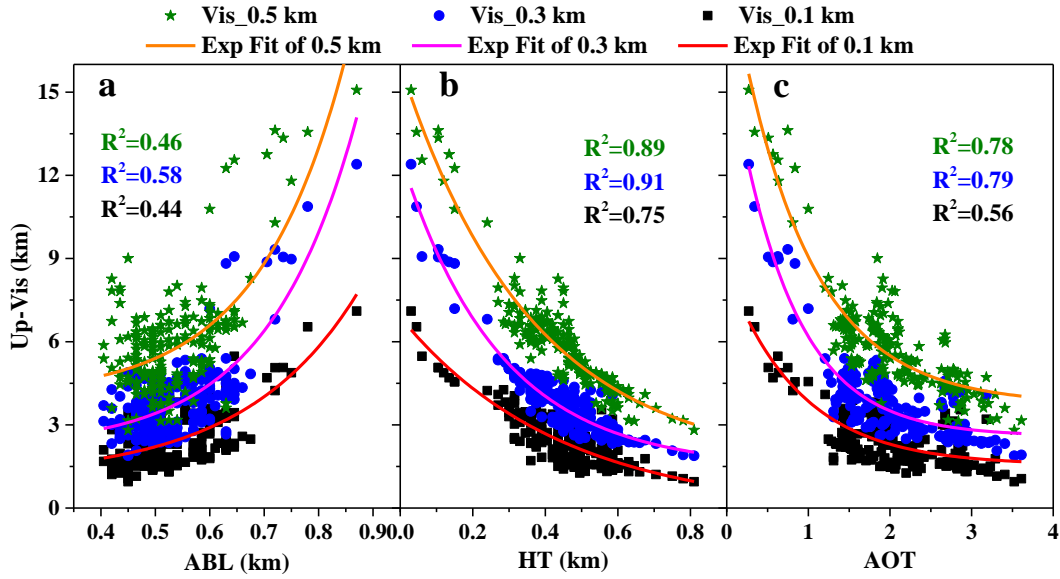 Vis_0.5 km Vis_0.3 km Vis_0.1 km
Exp Fit of 0.5 km Exp Fit of 0.3 km Exp Fit of 0.1 km
Up-Vis (km)
15
12
9
6
3
0
a
R²=0.46
R²=0.58
R²=0.44
0.4 0.5 0.6 0.7 0.8 0.9
ABL (km)
b
R²=0.89
R²=0.91
R²=0.75
0.0 0.2 0.4 0.6 0.8
HT (km)
c
R²=0.78
R²=0.79
R²=0.56
0 1 2 3 4
AOT